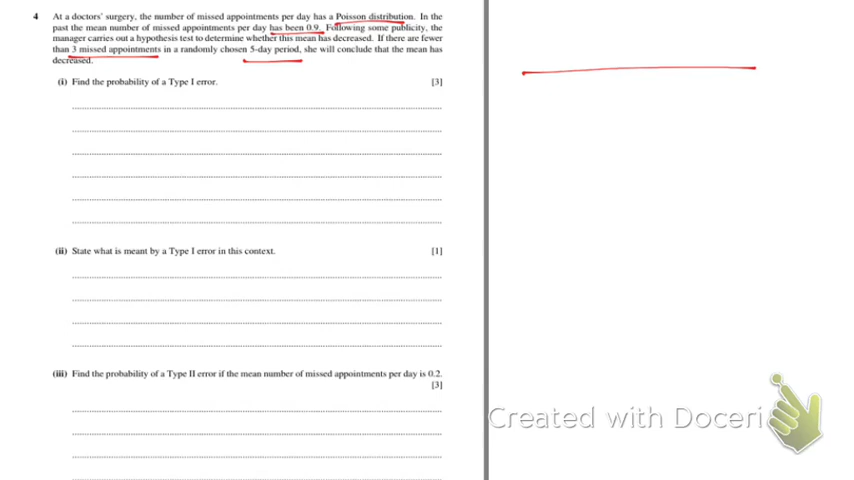 4 At a doctors' surgery, the number of missed appointments per day has a Poisson distribution. In the
past the mean number of missed appointments per day has been 0.9. Following some publicity, the
manager carries out a hypothesis test to determine whether this mean has decreased. If there are fewer
than 3 missed appointments in a randomly chosen 5-day period, she will conclude that the mean has
decreased.
(i) Find the probability of a Type I error. [3]
(ii) State what is meant by a Type I error in this context. [1]
(iii) Find the probability of a Type II error if the mean number of missed appointments per day is 0.2.
[3]
Created with Doceri